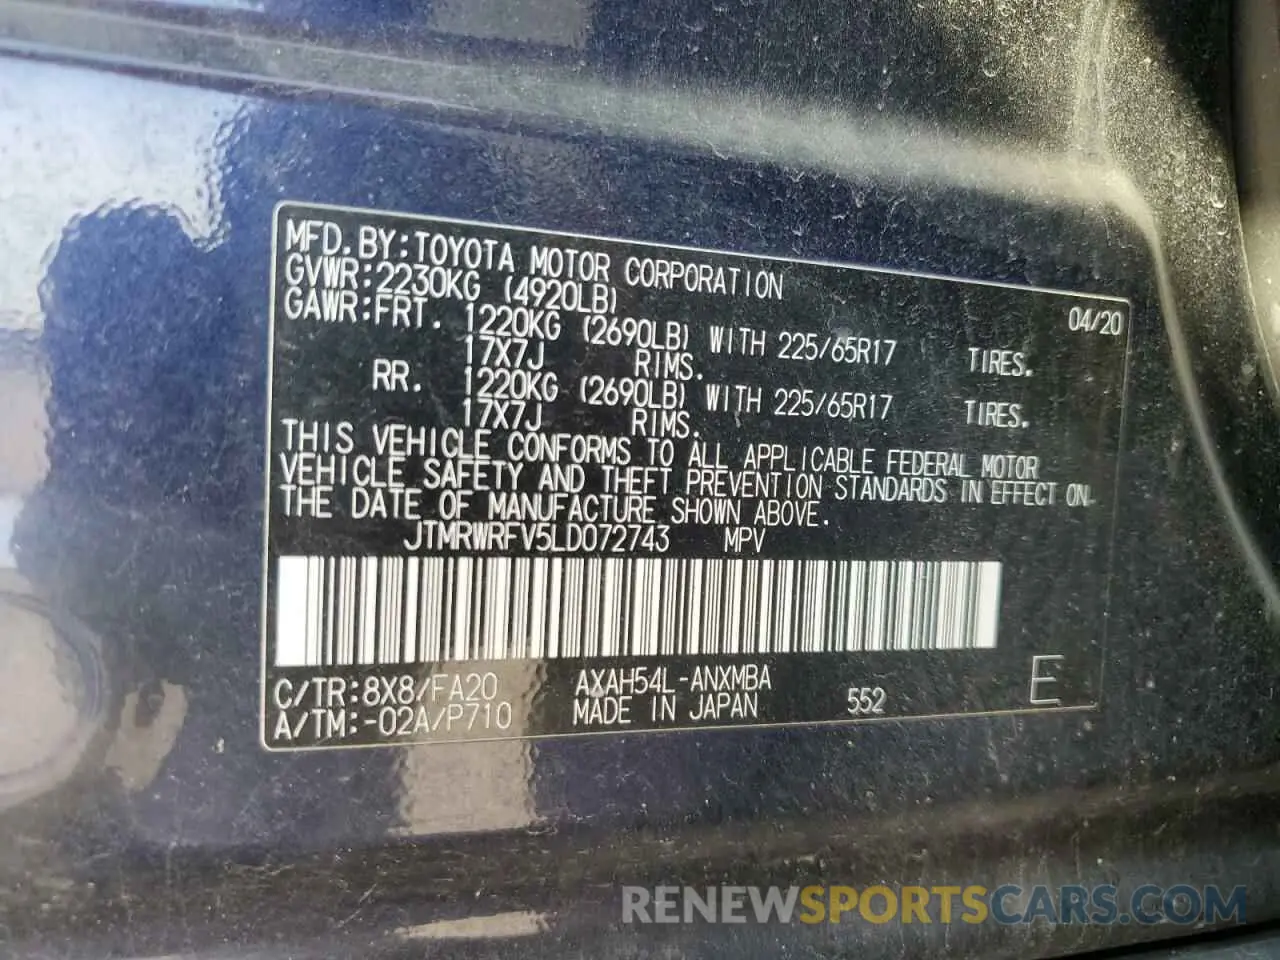 MFD. BY: TOYOTA MOTOR CORPORATION 04/20
GVWR: 2230KG (4920LB)
GAWR: FRT. 1220KG (2690LB) WITH 225/65R17 TIRES.
17X7J RIMS.
RR. 1220KG (2690LB) WITH 225/65R17 TIRES.
17X7J RIMS.
THIS VEHICLE CONFORMS TO ALL APPLICABLE FEDERAL MOTOR
VEHICLE SAFETY AND THEFT PREVENTION STANDARDS IN EFFECT ON
THE DATE OF MANUFACTURE SHOWN ABOVE.
JTMRWRFV5LD072743 MPV
C/TR: 8X8/FA20 AXAH54L-ANXMBA
A/TM: -02A/P710 MADE IN JAPAN 552 E
RENEWSPORTSCARS.COM